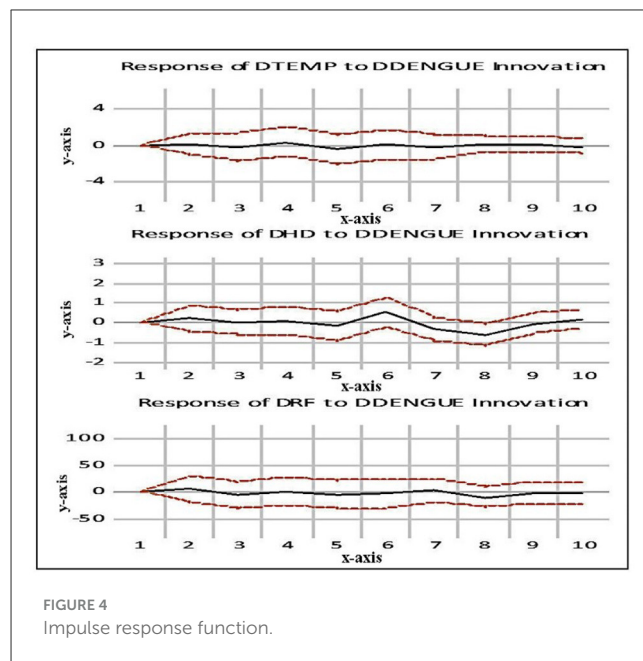 Response of DTEMP to DDENGUE Innovation
4
0
-4
y-axis
1 2 3 4 5 6 7 8 9 10
x-axis
Response of DHD to DDENGUE Innovation
3
2
1
0
-1
-2
y-axis
1 2 3 4 5 6 7 8 9 10
Response of DRF to DDENGUE Innovation
100
50
0
-50
y-axis
1 2 3 4 5 6 7 8 9 10
x-axis
FIGURE 4
Impulse response function.